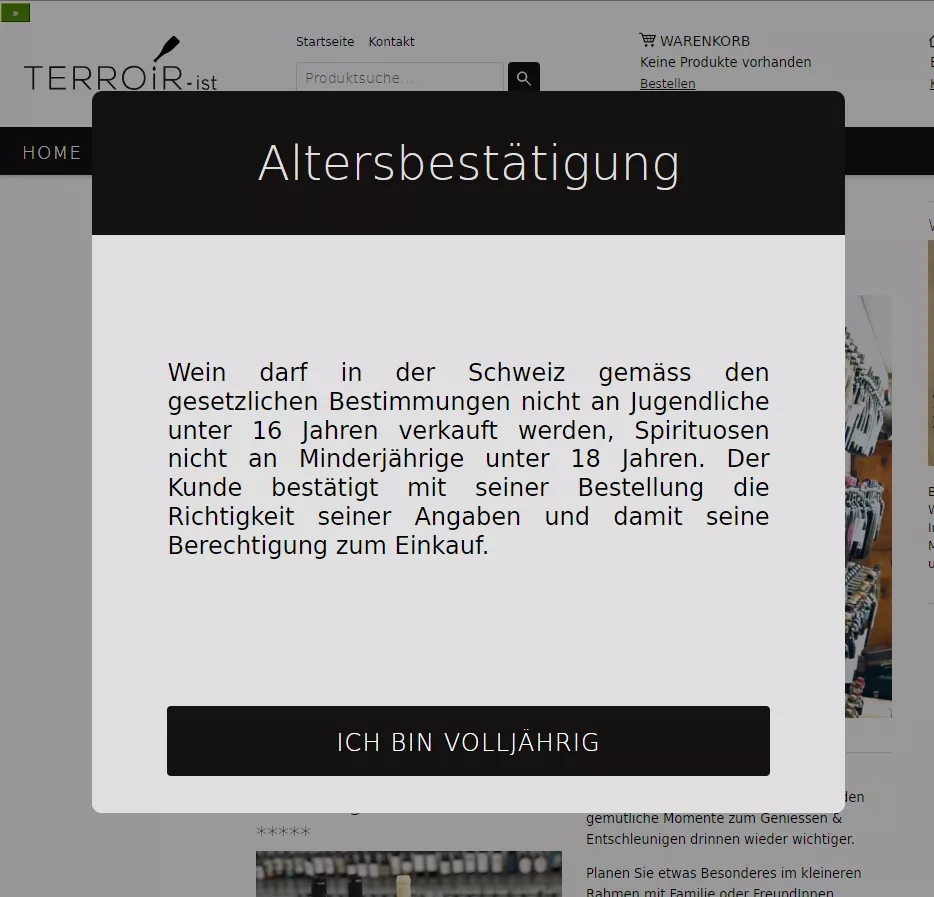 »
Startseite Kontakt
WARENKORB
TERROiR-ist
Produktsuche...
Keine Produkte vorhanden
Bestellen
HOME
Altersbestätigung
Wein darf in der Schweiz gemäss den
gesetzlichen Bestimmungen nicht an Jugendliche
unter 16 Jahren verkauft werden, Spirituosen
nicht an Minderjährige unter 18 Jahren. Der
Kunde bestätigt mit seiner Bestellung die
Richtigkeit seiner Angaben und damit seine
Berechtigung zum Einkauf.
ICH BIN VOLLJÄHRIG
*****
gemütliche Momente zum Geniessen &
Entschleunigen drinnen wieder wichtiger.
Planen Sie etwas Besonderes im kleineren
Rahmen mit Familie oder FreundInnen